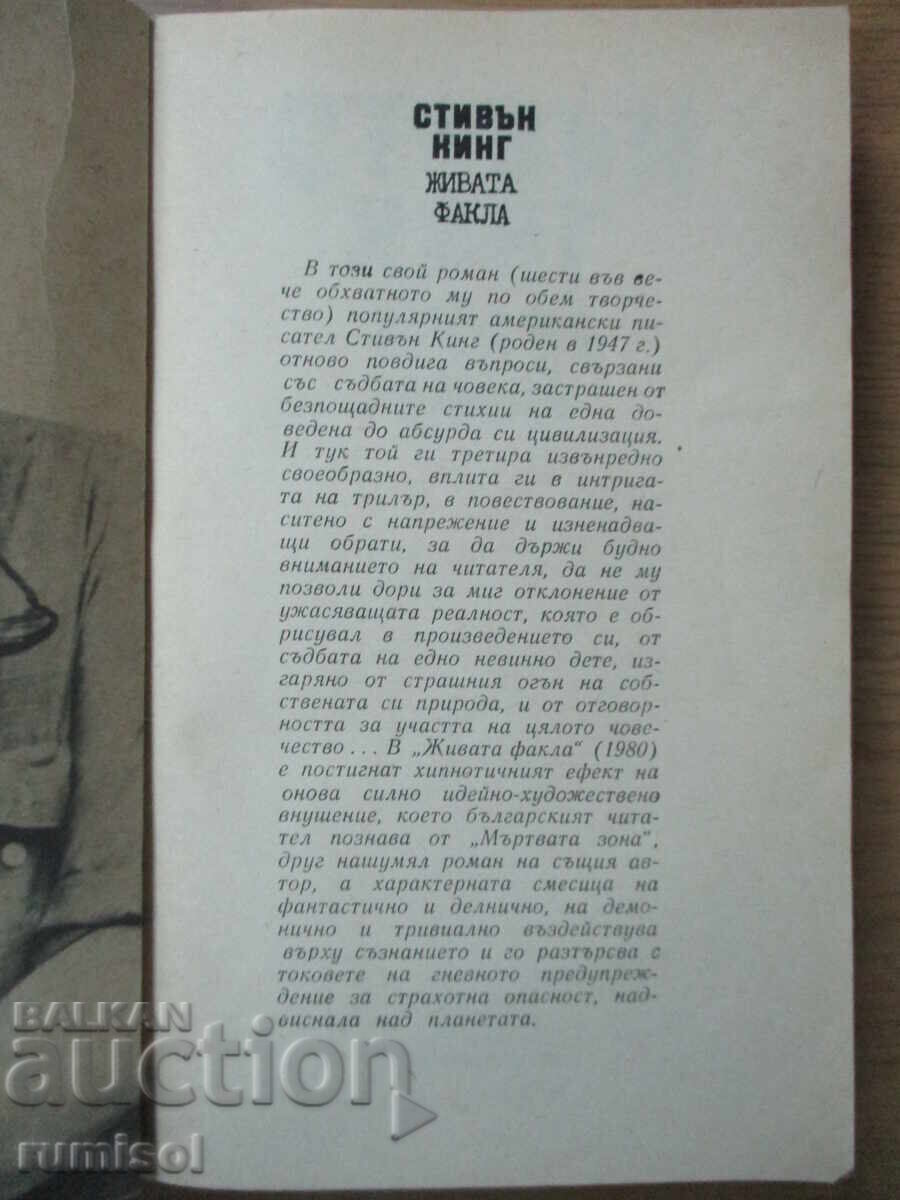 СТИВЪН
КИНГ
ЖИВАТА
ФАКЛА
В този свой роман (шести във ве-
че обхватното му по обем творче-
ство) популярният американски пи-
сател Стивън Кинг (роден в 1947 г.)
отново повдига въпроси, свързани
със съдбата на човека, застрашен от
безпощадните стихии на една до-
ведена до абсурда си цивилизация.
И тук той ги третира извънредно
своеобразно, вплита ги в интрига-
та на трилър, в повествование, на-
ситено с напрежение и изненадва-
щи обрати, за да държи будно
вниманието на читателя, да не му
позволи дори за миг отклонение от
ужасяващата реалност, която е об-
рисувал в произведението си, от
съдбата на едно невинно дете, из-
гаряно от страшния огън на соб-
ствената си природа, и от отговор-
ността за участта на цялото чове-
чество... В „Живата факла“ (1980)
е постигнат хипнотичният ефект на
онова силно идейно-художествено
внушение, което българският чита-
тел познава от „Мъртвата зона“,
друг нашумял роман на същия ав-
тор, а характерната смесица на
фантастично и делнично, на демо-
нично и тривиално въздействува
върху съзнанието и го разтърсва с
токовете на гневното предупреж-
дение за страхотна опасност, над-
виснала над планетата.
BALKAN
auction
rumisol